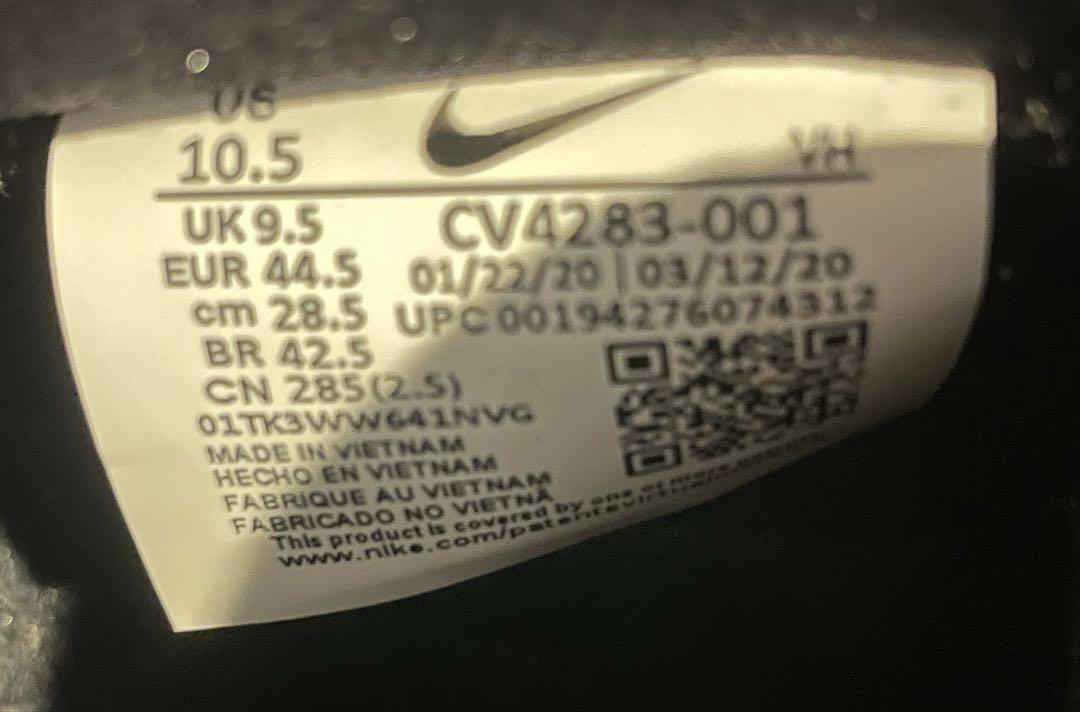 US
10.5
VH
UK 9.5
CV4283-001
EUR 44.5
01/22/20 | 03/12/20
cm 28.5
UPC 00194276074312
BR 42.5
CN 285(2.5)
01TK3WW641NVG
MADE IN VIETNAM
HECHO EN VIETNAM
FABRIQUE AU VIETNAM
FABRICADO NO VIETNÃ
This product is covered by one or more
www.nike.com/patents